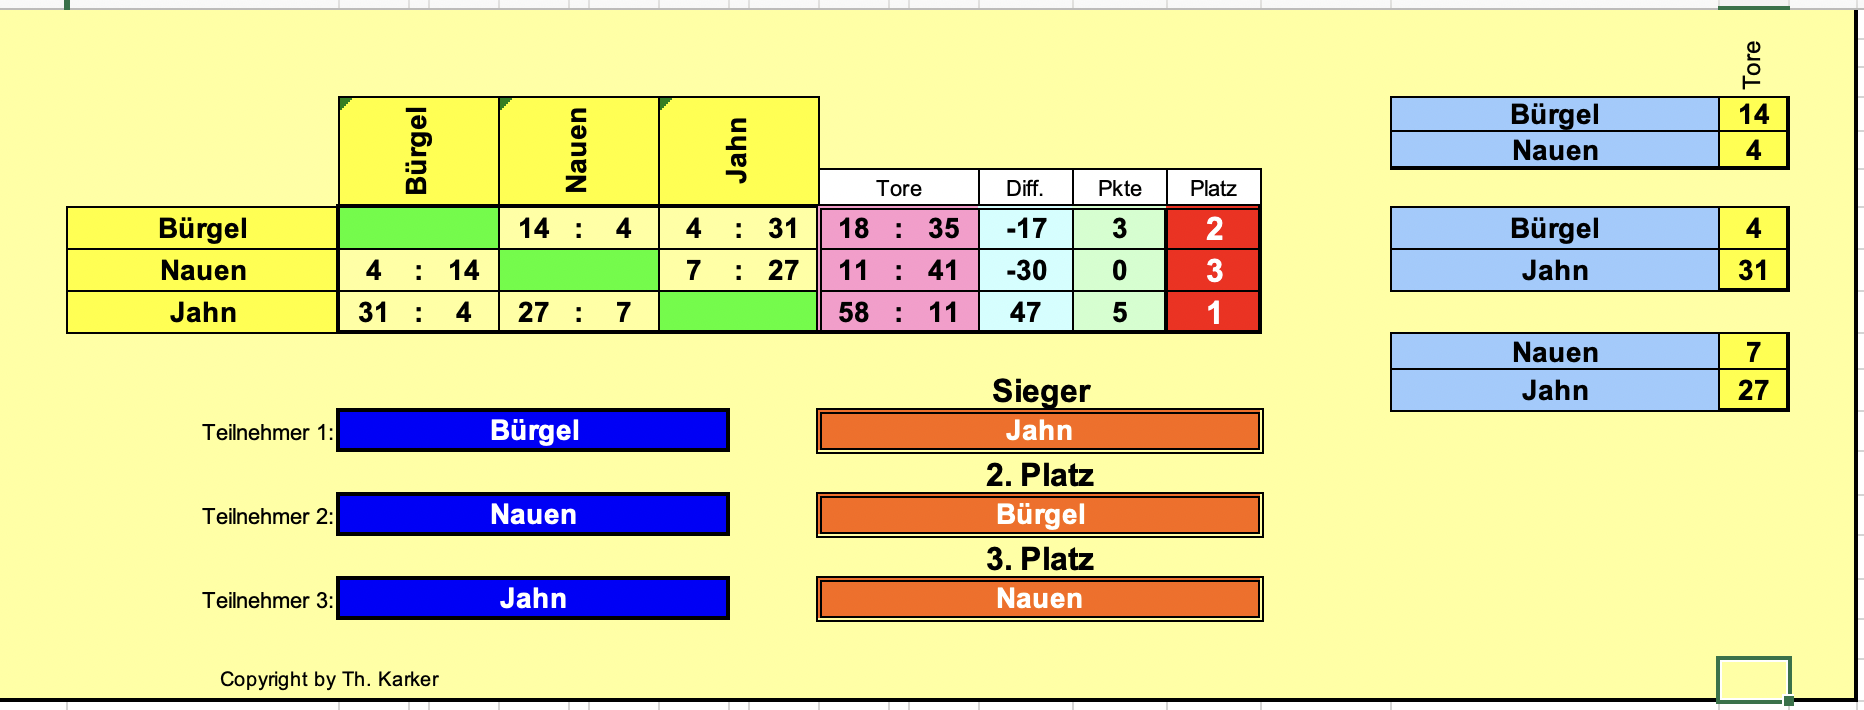 Tore
Bürgel 14
Nauen 4
Bürgel Nauen Jahn
Tore Diff. Pkte Platz
Bürgel 14 : 4 4 : 31 18 : 35 -17 3 2
Nauen 4 : 14 7 : 27 11 : 41 -30 0 3
Jahn 31 : 4 27 : 7 58 : 11 47 5 1
Bürgel 4
Jahn 31
Nauen 7
Jahn 27
Sieger
Teilnehmer 1: Bürgel Jahn
2. Platz
Teilnehmer 2: Nauen Bürgel
3. Platz
Teilnehmer 3: Jahn Nauen
Copyright by Th. Karker